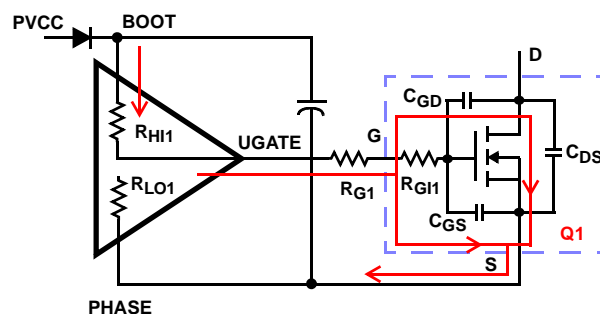 PVCC
BOOT
D
CGD
RHI1
UGATE
G
CDS
RLO1
RG1
RGI1
CGS
Q1
S
PHASE